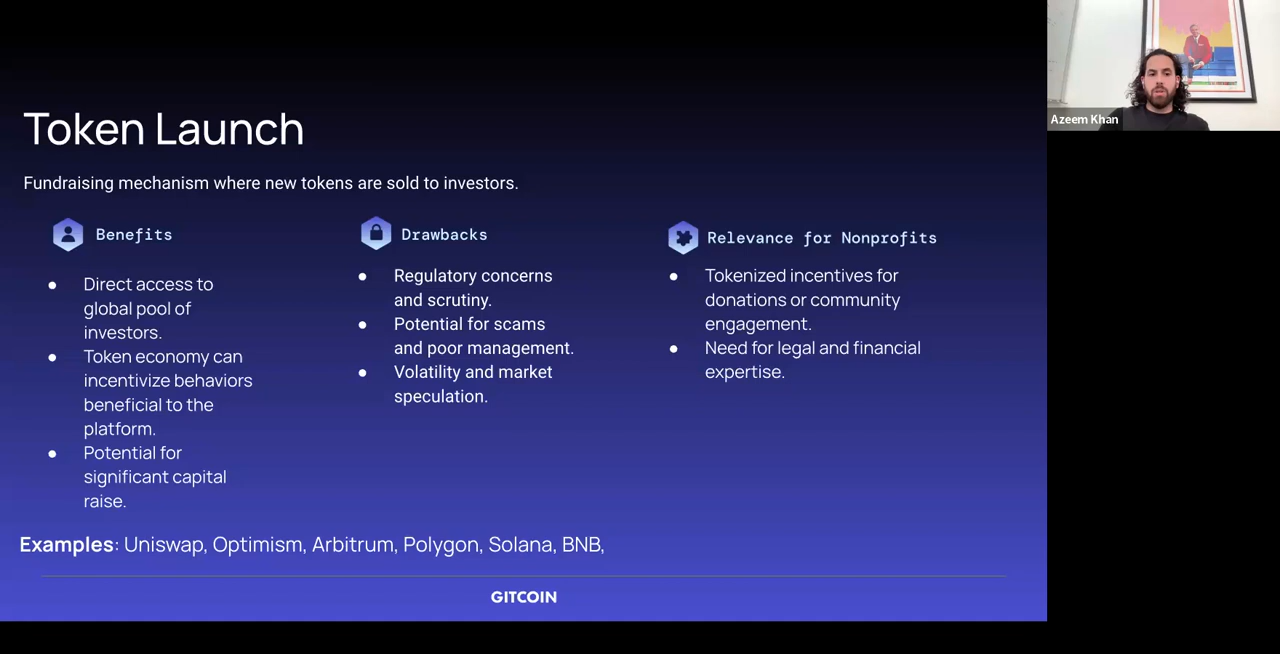 Token Launch
Fundraising mechanism where new tokens are sold to investors.
Benefits
Direct access to
global pool of
investors.
Token economy can
incentivize behaviors
beneficial to the
platform.
Potential for
significant capital
raise.
Drawbacks
Regulatory concerns
and scrutiny.
Potential for scams
and poor management.
Volatility and market
speculation.
Relevance for Nonprofits
Tokenized incentives for
donations or community
engagement.
Need for legal and financial
expertise.
Examples: Uniswap, Optimism, Arbitrum, Polygon, Solana, BNB,
GITCOIN
Azeem Khan